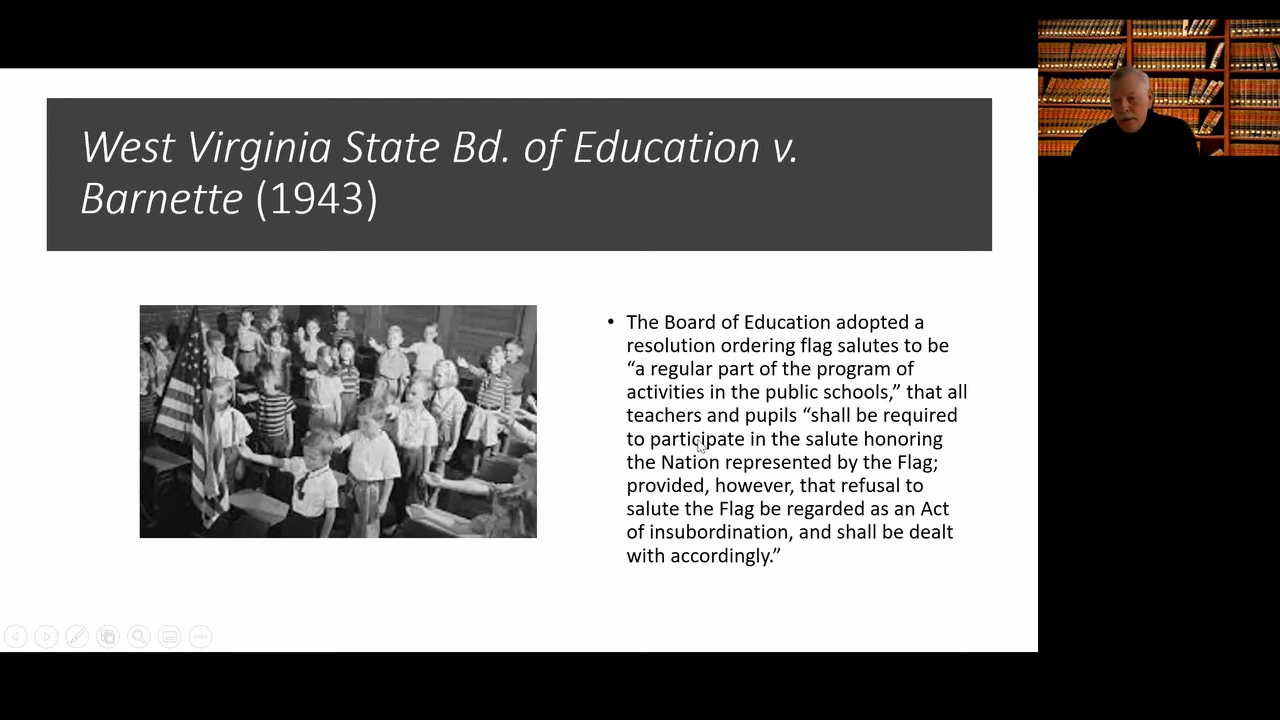 West Virginia State Bd. of Education v.
Barnette (1943)
• The Board of Education adopted a
resolution ordering flag salutes to be
“a regular part of the program of
activities in the public schools,” that all
teachers and pupils “shall be required
to participate in the salute honoring
the Nation represented by the Flag;
provided, however, that refusal to
salute the Flag be regarded as an Act
of insubordination, and shall be dealt
with accordingly.”